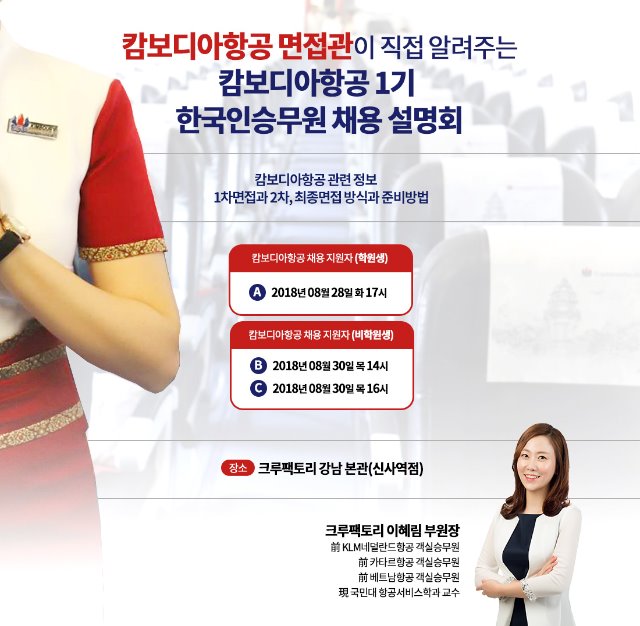 캄보디아항공 면접관이 직접 알려주는
캄보디아항공 1기
한국인승무원 채용 설명회
캄보디아항공 관련 정보
1차면접과 2차, 최종면접 방식과 준비방법
캄보디아항공 채용 지원자 (학원생)
A 2018년 08월 28일 화 17시
캄보디아항공 채용 지원자 (비학원생)
B 2018년 08월 30일 목 14시
C 2018년 08월 30일 목 16시
장소 크루팩토리 강남 본관(신사역점)
크루팩토리 이혜림 부원장
前 KLM네덜란드항공 객실승무원
前 카타르항공 객실승무원
前 베트남항공 객실승무원
現 국민대 항공서비스학과 교수